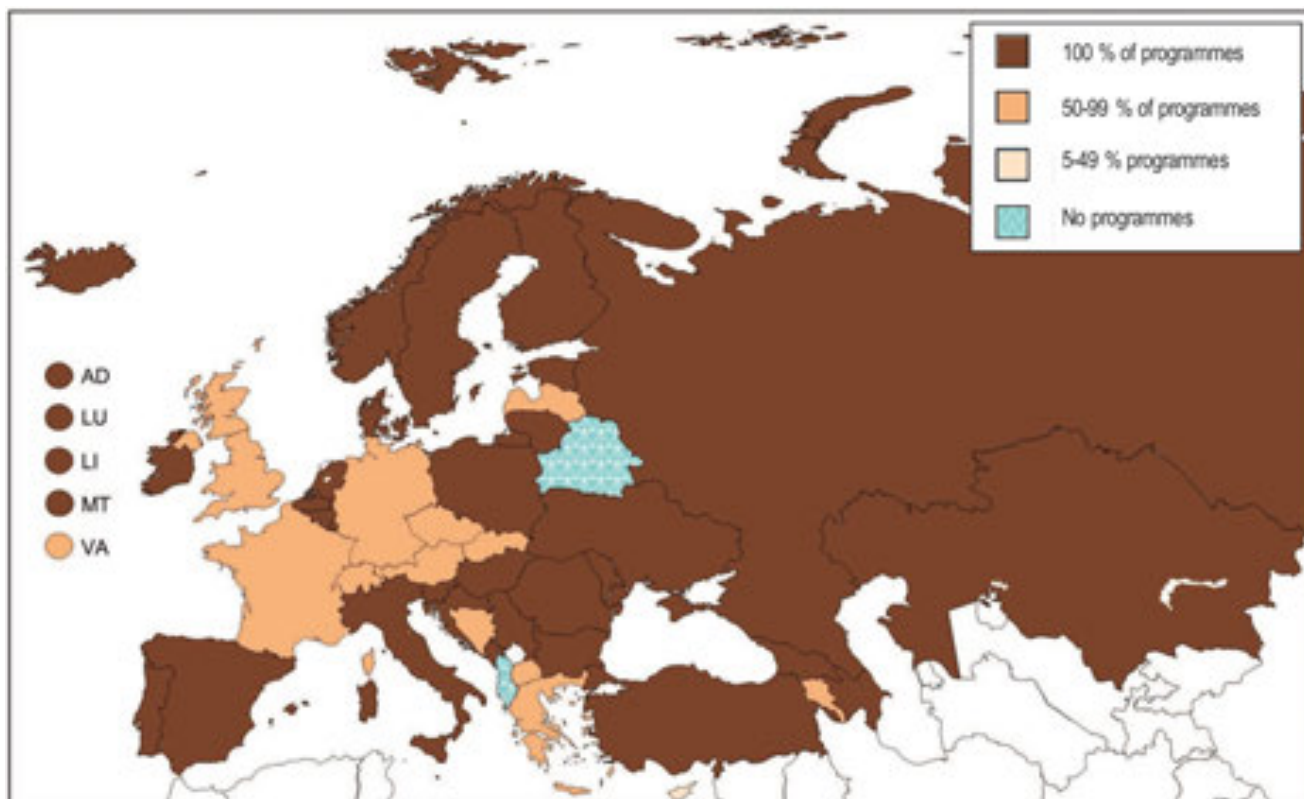 100 % of programmes
50-99 % of programmes
5-49 % programmes
No programmes
AD
LU
LI
MT
VA